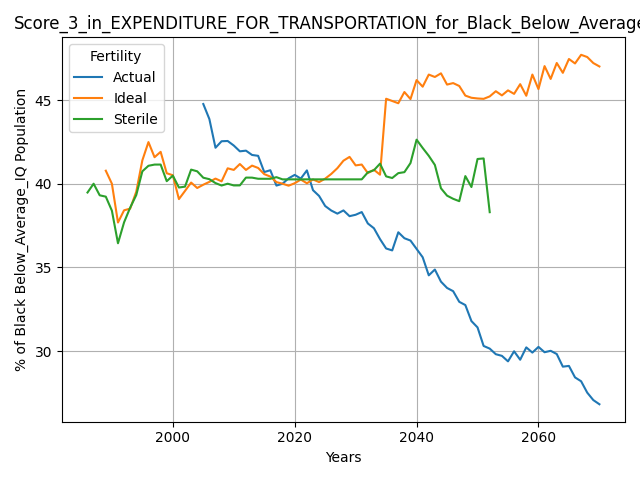 Score_3_in_EXPENDITURE_FOR_TRANSPORTATION_for_Black_Below_Average
Fertility
Actual
Ideal
Sterile
% of Black Below_Average_IQ Population
45
40
35
30
2000
2020
2040
2060
Years